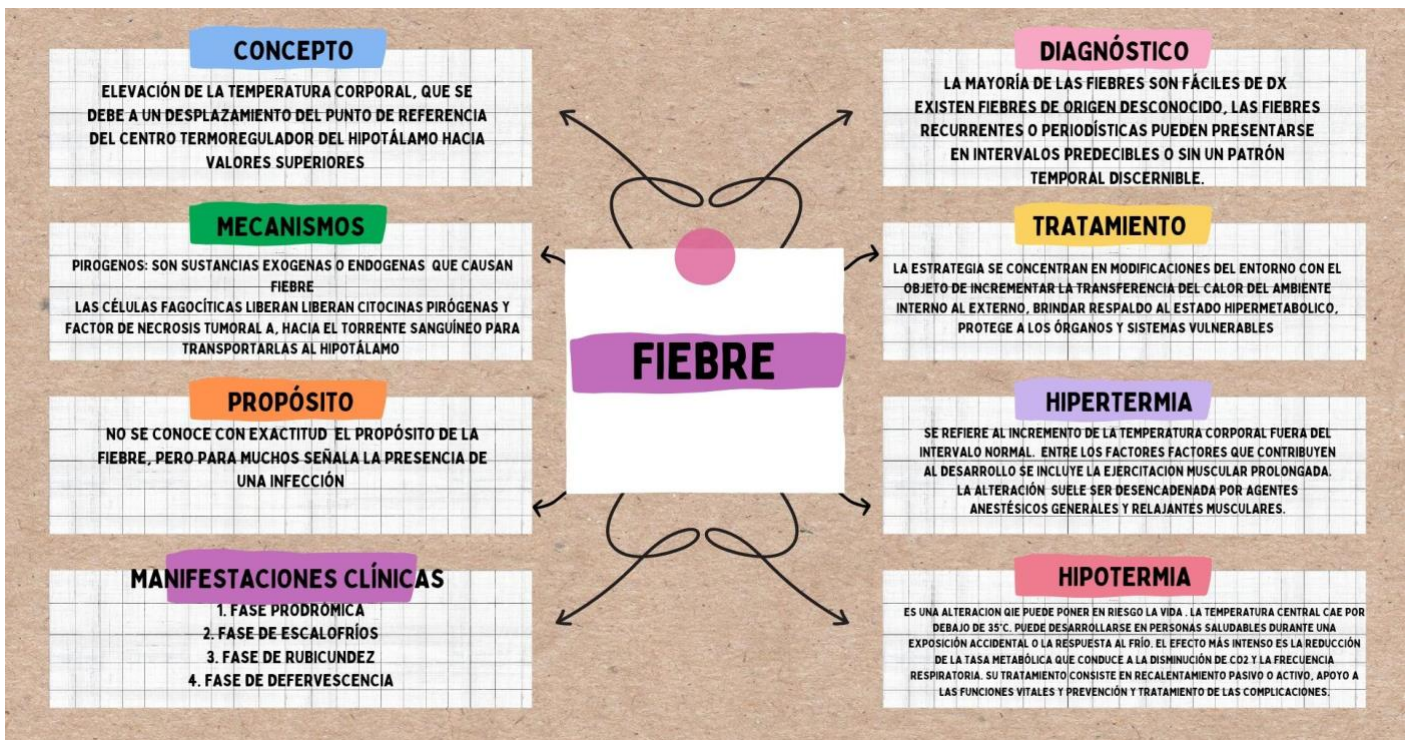 CONCEPTO
ELEVACIÓN DE LA TEMPERATURA CORPORAL, QUE SE
DEBE A UN DESPLAZAMIENTO DEL PUNTO DE REFERENCIA
DEL CENTRO TERMOREGULADOR DEL HIPOTÁLAMO HACIA
VALORES SUPERIORES
MECANISMOS
PIROGENOS: SON SUSTANCIAS EXOGENAS O ENDOGENAS QUE CAUSAN
FIEBRE
LAS CÉLULAS FAGOCÍTICAS LIBERAN LIBERAN CITOCINAS PIRÓGENAS Y
FACTOR DE NECROSIS TUMORAL A, HACIA EL TORRENTE SANGUÍNEO PARA
TRANSPORTARLAS AL HIPOTÁLAMO
PROPÓSITO
NO SE CONOCE CON EXACTITUD EL PROPÓSITO DE LA
FIEBRE, PERO PARA MUCHOS SEÑALA LA PRESENCIA DE
UNA INFECCIÓN
MANIFESTACIONES CLÍNICAS
1. FASE PRODRÓMICA
2. FASE DE ESCALOFRÍOS
3. FASE DE RUBICUNDEZ
4. FASE DE DEFERVESCENCIA
FIEBRE
DIAGNÓSTICO
LA MAYORÍA DE LAS FIEBRES SON FÁCILES DE DX
EXISTEN FIEBRES DE ORIGEN DESCONOCIDO, LAS FIEBRES
RECURRENTES O PERIODÍSTICAS PUEDEN PRESENTARSE
EN INTERVALOS PREDECIBLES O SIN UN PATRÓN
TEMPORAL DISCERNIBLE.
TRATAMIENTO
LA ESTRATEGIA SE CONCENTRAN EN MODIFICACIONES DEL ENTORNO CON EL
OBJETO DE INCREMENTAR LA TRANSFERENCIA DEL CALOR DEL AMBIENTE
INTERNO AL EXTERNO, BRINDAR RESPALDO AL ESTADO HIPERMETABOLICO,
PROTEGE A LOS ÓRGANOS Y SISTEMAS VULNERABLES
HIPERTERMIA
SE REFIERE AL INCREMENTO DE LA TEMPERATURA CORPORAL FUERA DEL
INTERVALO NORMAL. ENTRE LOS FACTORES FACTORES QUE CONTRIBUYEN
AL DESARROLLO SE INCLUYE LA EJERCITACIÓN MUSCULAR PROLONGADA.
LA ALTERACIÓN SUELE SER DESENCADENADA POR AGENTES
ANESTÉSICOS GENERALES Y RELAJANTES MUSCULARES.
HIPOTERMIA
ES UNA ALTERACION QIE PUEDE PONER EN RIESGO LA VIDA . LA TEMPERATURA CENTRAL CAE POR
DEBAJO DE 35°C. PUEDE DESARROLLARSE EN PERSONAS SALUDABLES DURANTE UNA
EXPOSICIÓN ACCIDENTAL O LA RESPUESTA AL FRÍO. EL EFECTO MÁS INTENSO ES LA REDUCCIÓN
DE LA TASA METABÓLICA QUE CONDUCE A LA DISMINUCIÓN DE CO2 Y LA FRECUENCIA
RESPIRATORIA. SU TRATAMIENTO CONSISTE EN RECALENTAMIENTO PASIVO O ACTIVO, APOYO A
LAS FUNCIONES VITALES Y PREVENCIÓN Y TRATAMIENTO DE LAS COMPLICACIONES.